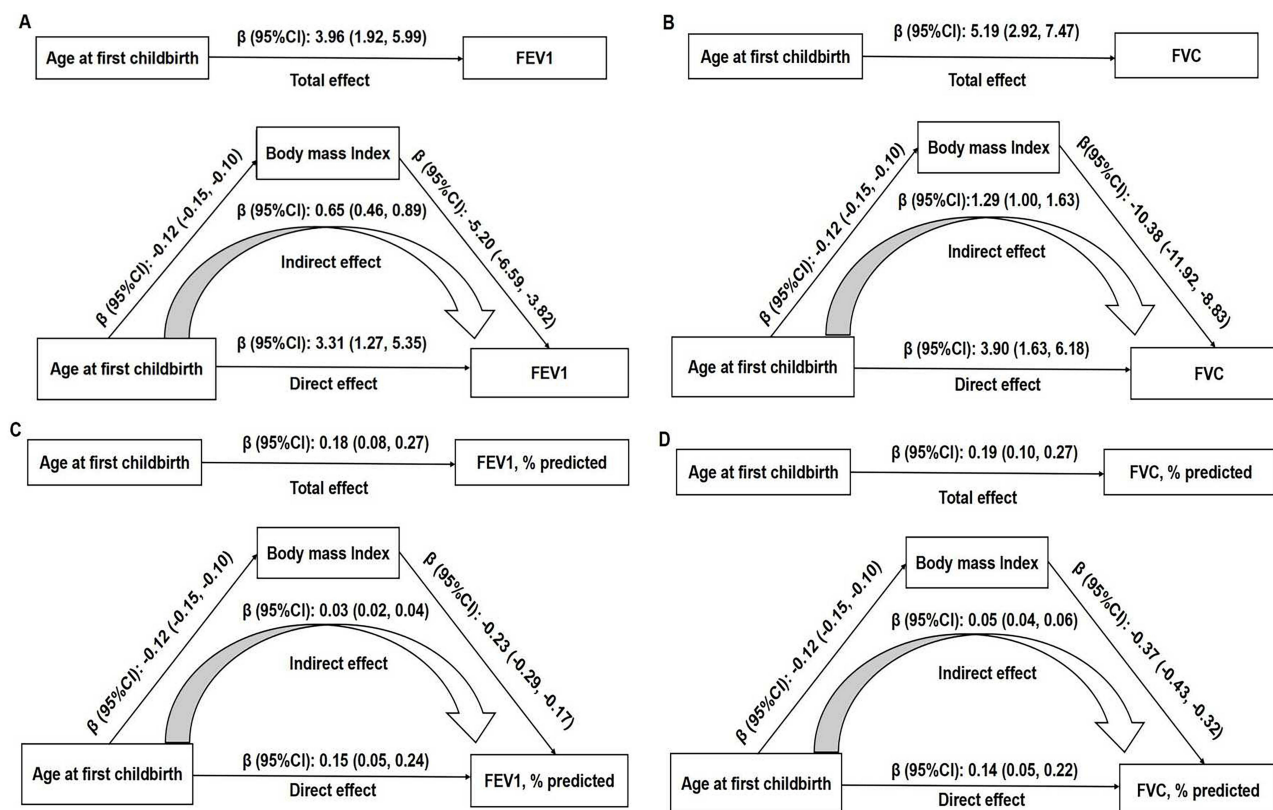 A
β (95%CI): 3.96 (1.92, 5.99)
Age at first childbirth
FEV1
Total effect
Body mass Index
β (95%CI): -0.12 (-0.15, -0.10)
β (95%CI): -5.20 (-6.59, -3.82)
β (95%CI): 0.65 (0.46, 0.89)
Indirect effect
β (95%CI): 3.31 (1.27, 5.35)
Age at first childbirth
FEV1
Direct effect
B
β (95%CI): 5.19 (2.92, 7.47)
Age at first childbirth
FVC
Total effect
Body mass Index
β (95%CI): -0.12 (-0.15, -0.10)
β(95%CI): -10.38 (-11.92, -8.83)
β (95%CI):1.29 (1.00, 1.63)
Indirect effect
β (95%CI): 3.90 (1.63, 6.18)
Age at first childbirth
FVC
Direct effect
C
β (95%CI): 0.18 (0.08, 0.27)
Age at first childbirth
FEV1, % predicted
Total effect
Body mass Index
β (95%CI): -0.12 (-0.15, -0.10)
β (95%CI): -0.23 (-0.29, -0.17)
β (95%CI): 0.03 (0.02, 0.04)
Indirect effect
β (95%CI): 0.15 (0.05, 0.24)
Age at first childbirth
FEV1, % predicted
Direct effect
D
β (95%CI): 0.19 (0.10, 0.27)
Age at first childbirth
FVC, % predicted
Total effect
Body mass Index
β (95%CI): -0.12 (-0.15, -0.10)
β (95%CI): -0.37 (-0.43, -0.32)
β (95%CI): 0.05 (0.04, 0.06)
Indirect effect
β (95%CI): 0.14 (0.05, 0.22)
Age at first childbirth
FVC, % predicted
Direct effect